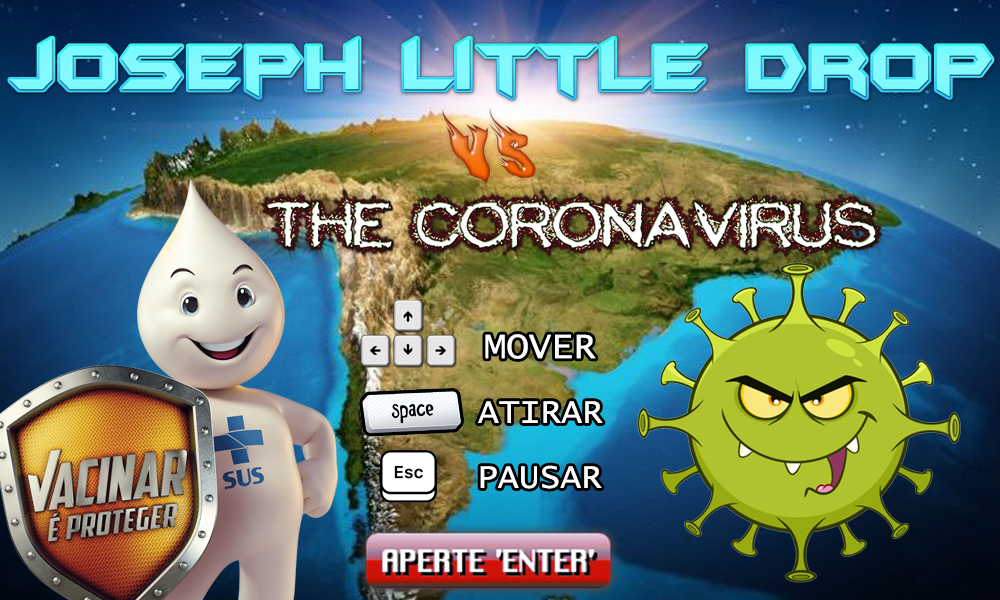 JOSEPH LITTLE DROP
VS
THE CORONAVIRUS
MOVER
Space ATIRAR
Esc PAUSAR
SUS
VACINAR
É PROTEGER
APERTE 'ENTER'